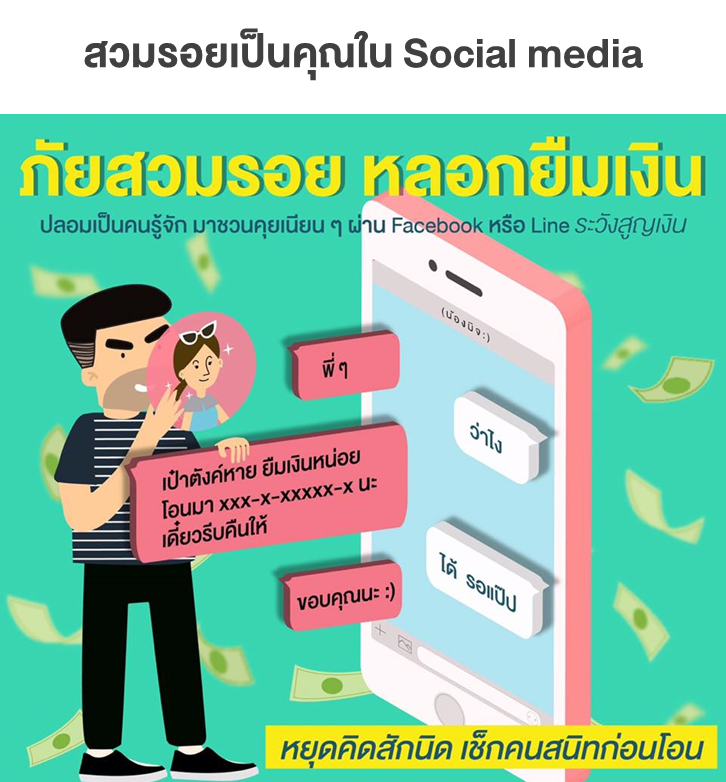 สวมรอยเป็นคุณใน Social media
ภัยสวมรอย หลอกยืมเงิน
ปลอมเป็นคนรู้จัก มาชวนคุยเนียน ๆ ผ่าน Facebook หรือ Line ระวังสูญเงิน
(น้องมิจ:)
พี่ ๆ
ว่าไง
เป๋าตังค์หาย ยืมเงินหน่อย
โอนมา xxx-x-xxxxx-x นะ
เดี๋ยวรีบคืนให้
ได้ รอแป๊ป
ขอบคุณนะ :)
หยุดคิดสักนิด เช็กคนสนิทก่อนโอน